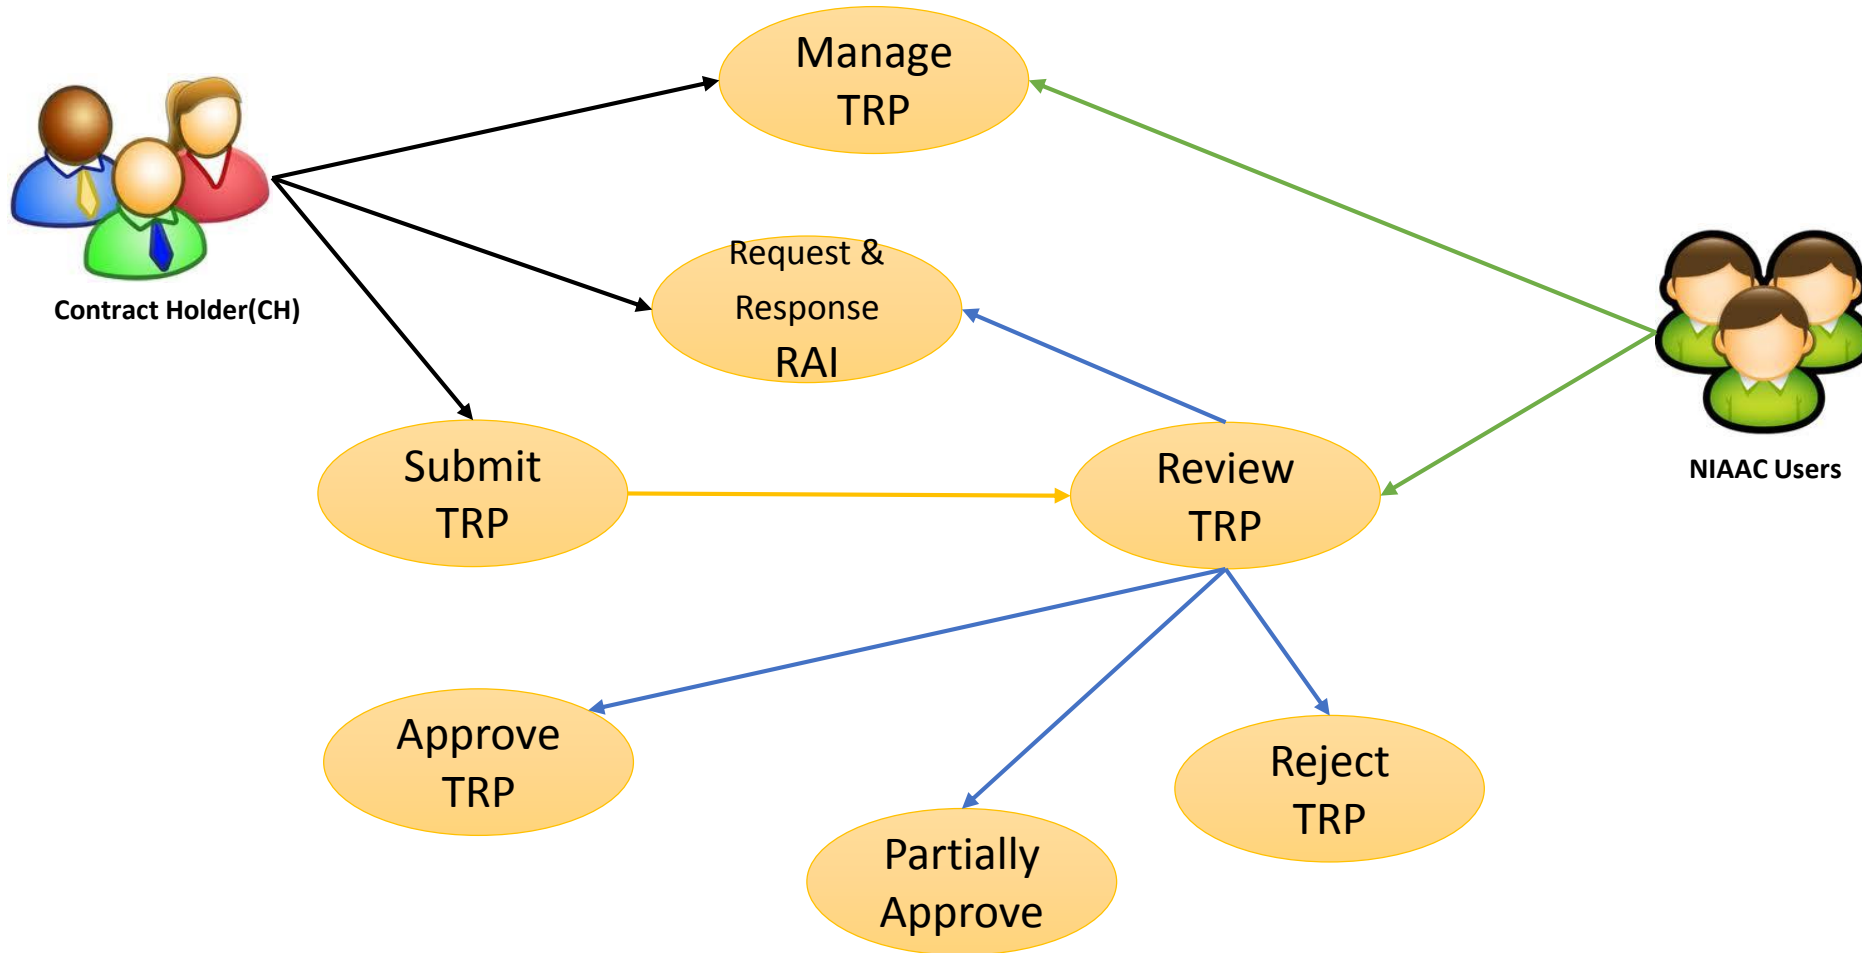 Manage
TRP
Contract Holder(CH)
Request &
Response
RAI
NIAAC Users
Submit
TRP
Review
TRP
Approve
TRP
Partially
Approve
Reject
TRP